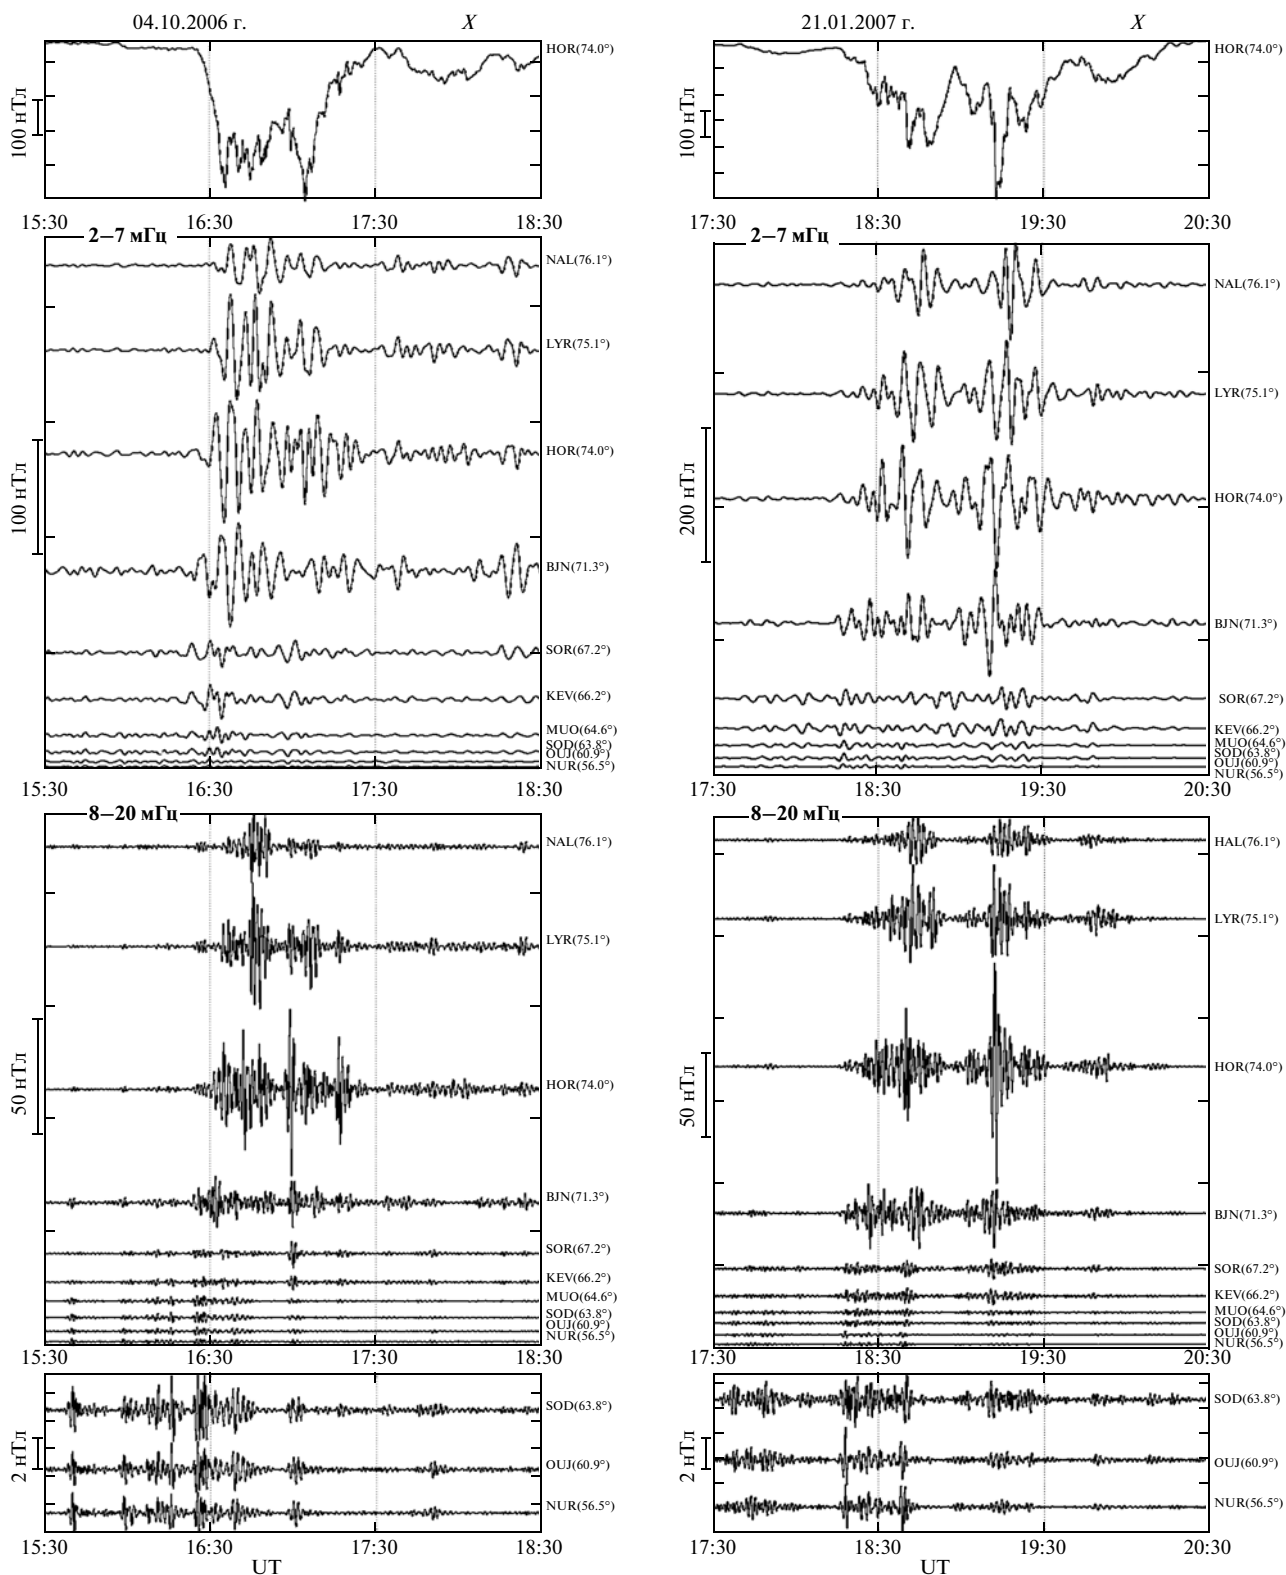 04.10.2006 г.
X
HOR(74.0°)
100 нТл
15:30 16:30 17:30 18:30
2–7 мГц
NAL(76.1°)
LYR(75.1°)
HOR(74.0°)
100 нТл
BJN(71.3°)
SOR(67.2°)
KEV(66.2°)
MUO(64.6°)
SOD(63.8°)
OUJ(60.9°)
NUR(56.5°)
15:30 16:30 17:30 18:30
8–20 мГц
NAL(76.1°)
LYR(75.1°)
50 нТл
HOR(74.0°)
BJN(71.3°)
SOR(67.2°)
KEV(66.2°)
MUO(64.6°)
SOD(63.8°)
OUJ(60.9°)
NUR(56.5°)
15:30 16:30 17:30 18:30
SOD(63.8°)
2 нТл
OUJ(60.9°)
NUR(56.5°)
15:30 16:30 17:30 18:30
UT
21.01.2007 г.
X
HOR(74.0°)
100 нТл
17:30 18:30 19:30 20:30
2–7 мГц
NAL(76.1°)
LYR(75.1°)
HOR(74.0°)
200 нТл
BJN(71.3°)
SOR(67.2°)
KEV(66.2°)
MUO(64.6°)
SOD(63.8°)
OUJ(60.9°)
NUR(56.5°)
17:30 18:30 19:30 20:30
8–20 мГц
HAL(76.1°)
LYR(75.1°)
HOR(74.0°)
50 нТл
BJN(71.3°)
SOR(67.2°)
KEV(66.2°)
MUO(64.6°)
SOD(63.8°)
OUJ(60.9°)
NUR(56.5°)
17:30 18:30 19:30 20:30
SOD(63.8°)
2 нТл
OUJ(60.9°)
NUR(56.5°)
17:30 18:30 19:30 20:30
UT